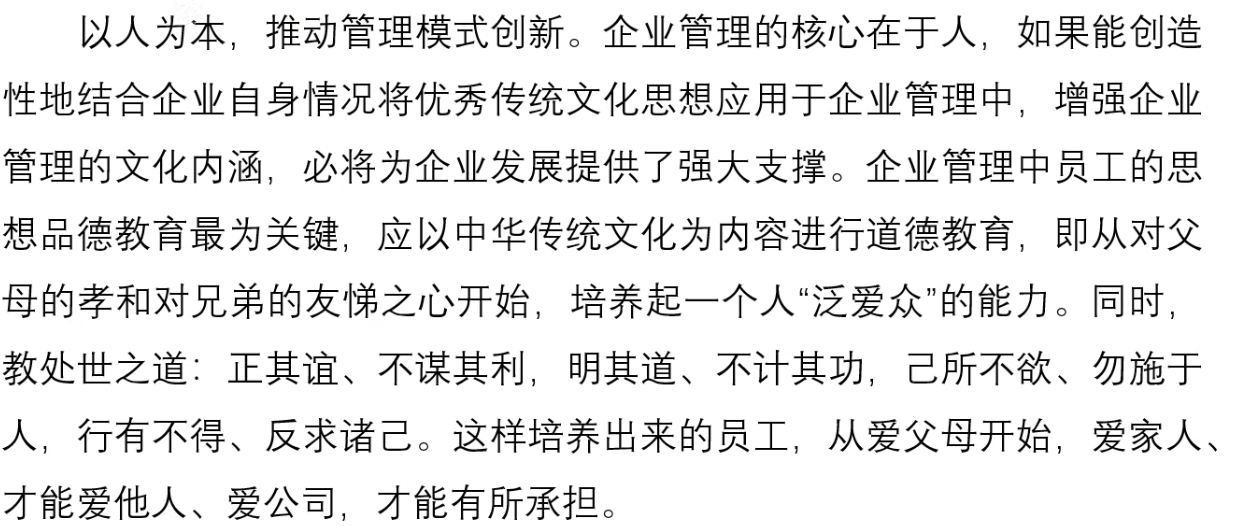 以人为本，推动管理模式创新。企业管理的核心在于人，如果能创造
性地结合企业自身情况将优秀传统文化思想应用于企业管理中，增强企业
管理的文化内涵，必将为企业发展提供了强大支撑。企业管理中员工的思
想品德教育最为关键，应以中华传统文化为内容进行道德教育，即从对父
母的孝和对兄弟的友悌之心开始，培养起一个人“泛爱众”的能力。同时，
教处世之道：正其谊、不谋其利，明其道、不计其功，己所不欲、勿施于
人，行有不得、反求诸己。这样培养出来的员工，从爱父母开始，爱家人、
才能爱他人、爱公司，才能有所承担。